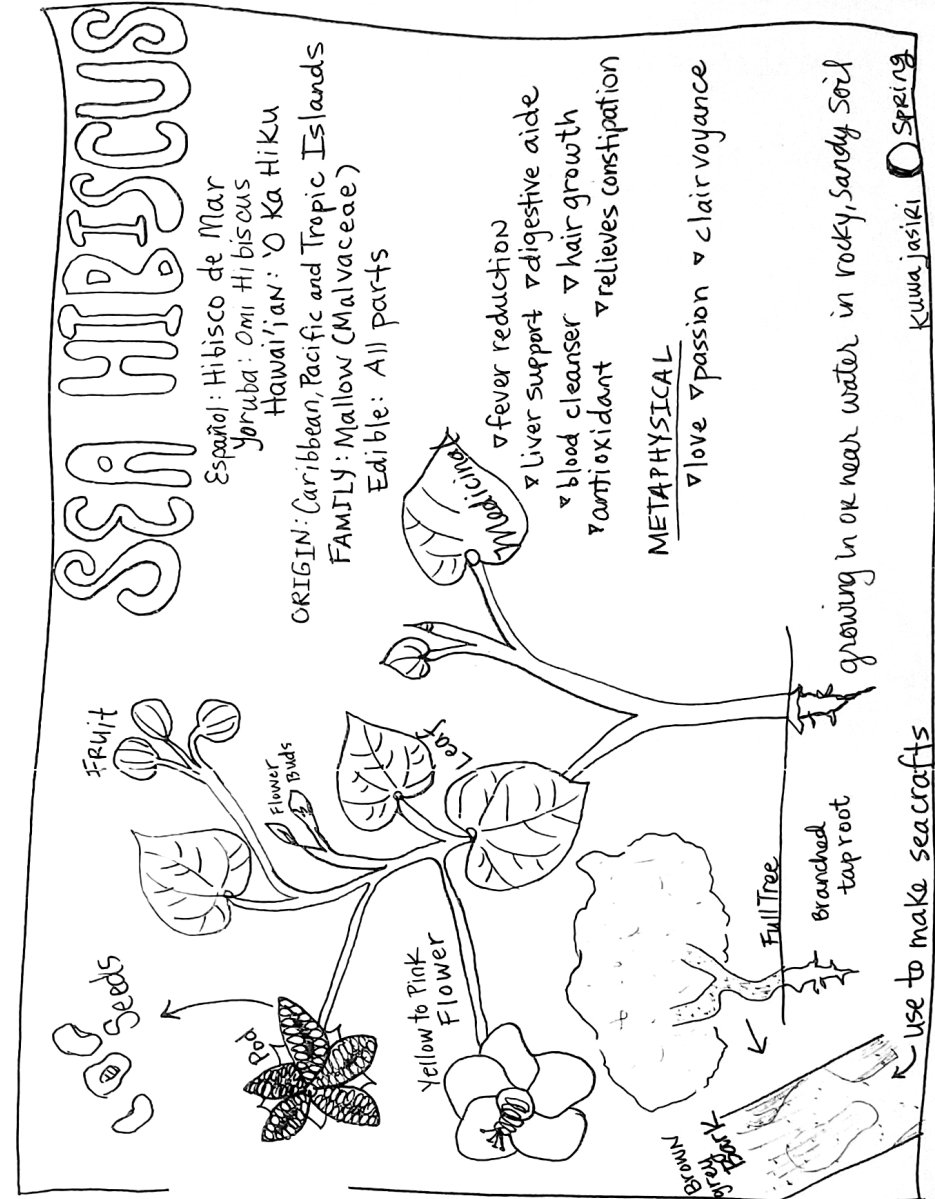 SEA HIBISCUS
Español: Hibisco de Mar
Yoruba: Omi Hibiscus
Hawai'ian: 'O Ka Hiku
ORIGIN: Caribbean, Pacific and Tropic Islands
FAMILY: Mallow (Malvaceae)
Edible: All parts
Medicinal
▿fever reduction
▿Liver support ▿digestive aide
▿blood cleanser ▿hair growth
▿antioxidant ▿relieves constipation
METAPHYSICAL
▿love ▿passion ▿clairvoyance
FRUIT
Flower
Buds
Leaf
Seeds
Pod
Yellow to Pink
Flower
Full Tree
Branched
taproot
growing in or near water in rocky, Sandy Soil
Brown
grey
Bark
use to make seacrafts
Kuwa jasiri
Spring